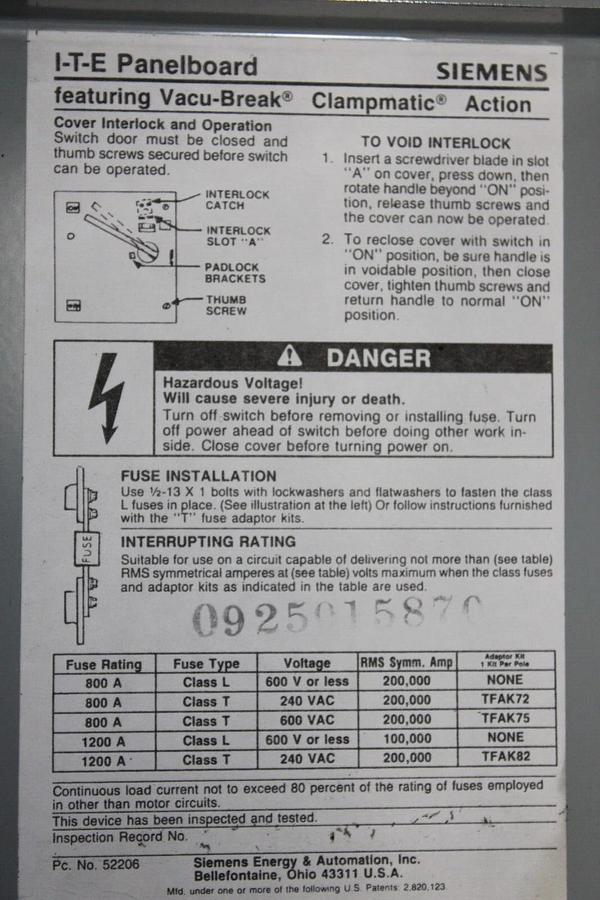 I-T-E Panelboard SIEMENS
featuring Vacu-Break® Clampmatic® Action
Cover Interlock and Operation
Switch door must be closed and
thumb screws secured before switch
can be operated.
INTERLOCK
CATCH
INTERLOCK
SLOT "A"
PADLOCK
BRACKETS
THUMB
SCREW
TO VOID INTERLOCK
1. Insert a screwdriver blade in slot
"A" on cover, press down, then
rotate handle beyond "ON" posi-
tion, release thumb screws and
the cover can now be operated.
2. To reclose cover with switch in
"ON" position, be sure handle is
in voidable position, then close
cover, tighten thumb screws and
return handle to normal "ON"
position.
DANGER
Hazardous Voltage!
Will cause severe injury or death.
Turn off switch before removing or installing fuse. Turn
off power ahead of switch before doing other work in-
side. Close cover before turning power on.
FUSE
FUSE INSTALLATION
Use ½-13 X 1 bolts with lockwashers and flatwashers to fasten the class
L fuses in place. (See illustration at the left) Or follow instructions furnished
with the "T" fuse adaptor kits.
INTERRUPTING RATING
Suitable for use on a circuit capable of delivering not more than (see table)
RMS symmetrical amperes at (see table) volts maximum when the class fuses
and adaptor kits as indicated in the table are used.
Fuse Rating Fuse Type Voltage RMS Symm. Amp Adaptor Kit
1 Kit Per Pole
800 A Class L 600 V or less 200,000 NONE
800 A Class T 240 VAC 200,000 TFAK72
800 A Class T 600 VAC 200,000 TFAK75
1200 A Class L 600 V or less 100,000 NONE
1200 A Class T 240 VAC 200,000 TFAK82
Continuous load current not to exceed 80 percent of the rating of fuses employed
in other than motor circuits.
This device has been inspected and tested.
Inspection Record No.
Pc. No. 52206 Siemens Energy & Automation, Inc.
Bellefontaine, Ohio 43311 U.S.A.
Mfd. under one or more of the following U.S. Patents: 2,820,123